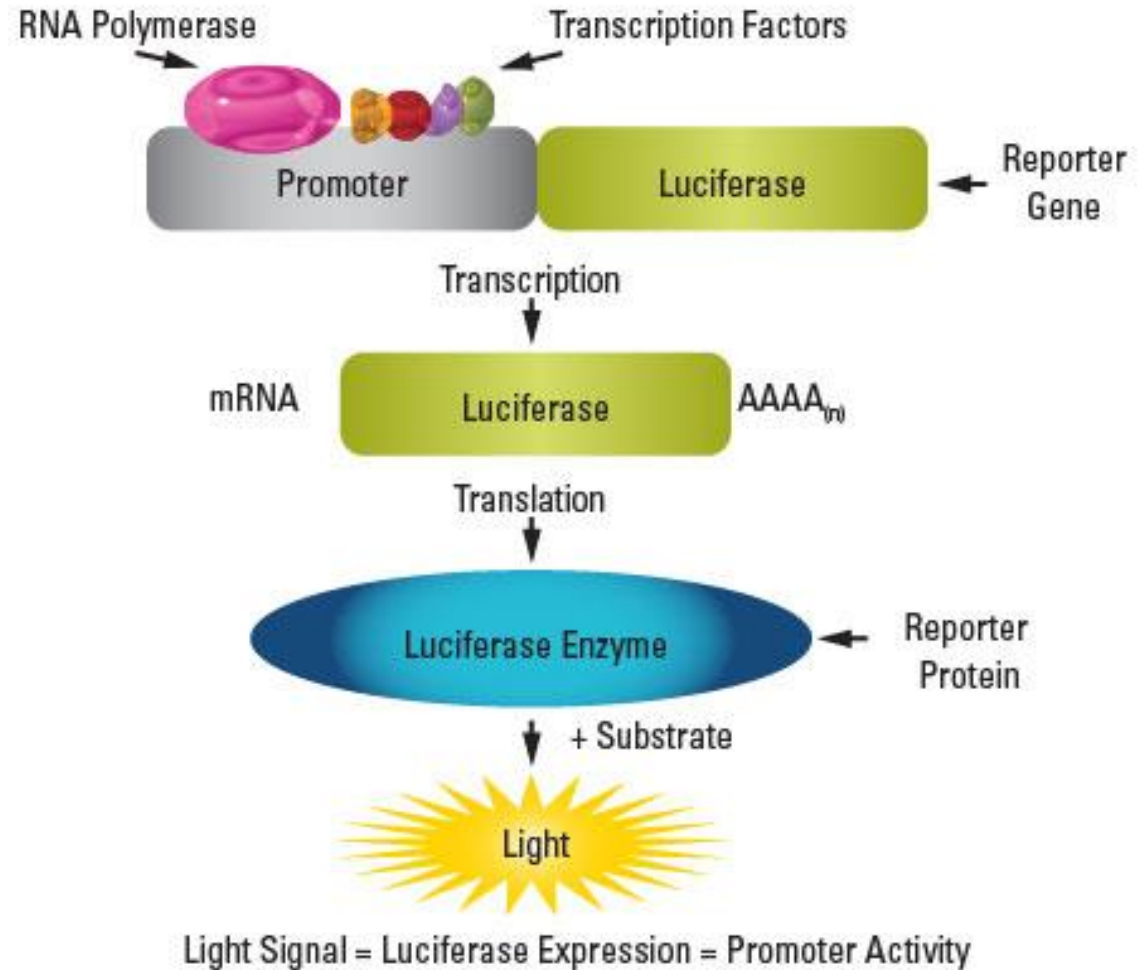 RNA Polymerase
Transcription Factors
Promoter
Luciferase
Reporter
Gene
Transcription
mRNA
Luciferase
AAAA(n)
Translation
Luciferase Enzyme
Reporter
Protein
+ Substrate
Light
Light Signal = Luciferase Expression = Promoter Activity